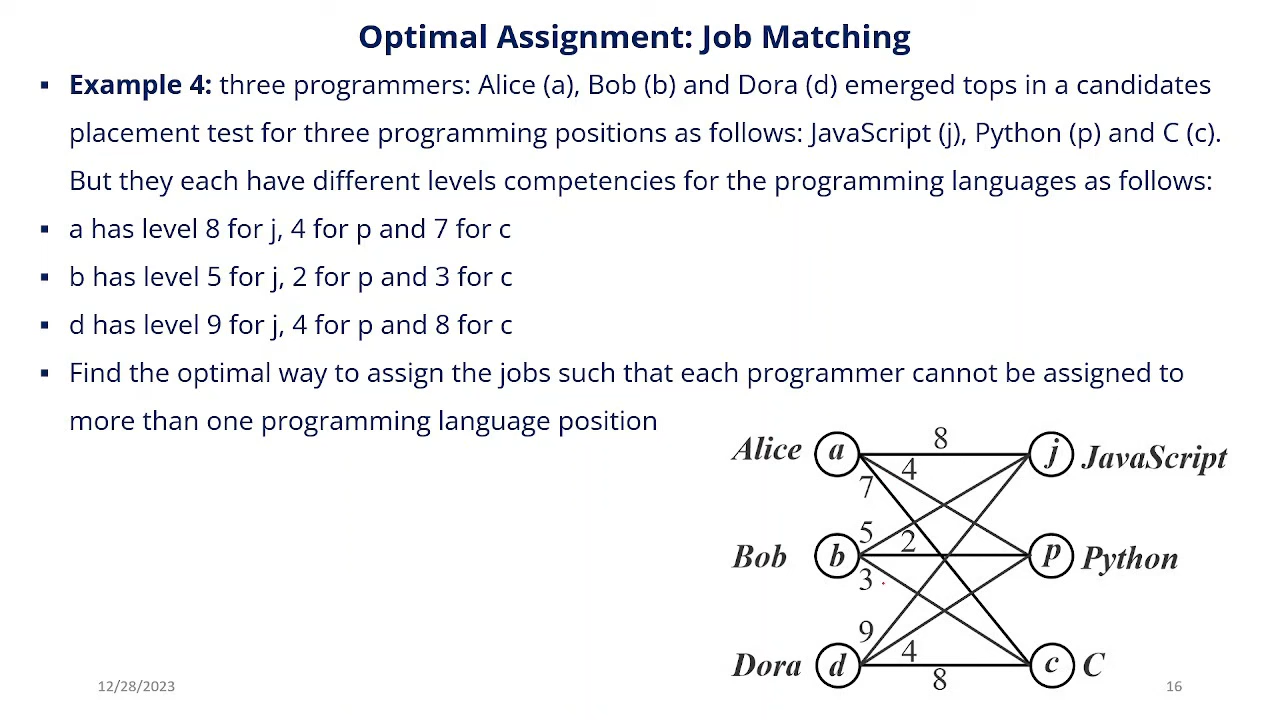 Optimal Assignment: Job Matching
▪ Example 4: three programmers: Alice (a), Bob (b) and Dora (d) emerged tops in a candidates
placement test for three programming positions as follows: JavaScript (j), Python (p) and C (c).
But they each have different levels competencies for the programming languages as follows:
▪ a has level 8 for j, 4 for p and 7 for c
▪ b has level 5 for j, 2 for p and 3 for c
▪ d has level 9 for j, 4 for p and 8 for c
▪ Find the optimal way to assign the jobs such that each programmer cannot be assigned to
more than one programming language position
Alice a 8 j JavaScript
4
7
5
2
Bob b p Python
3
9
4
Dora d c C
8
12/28/2023
16